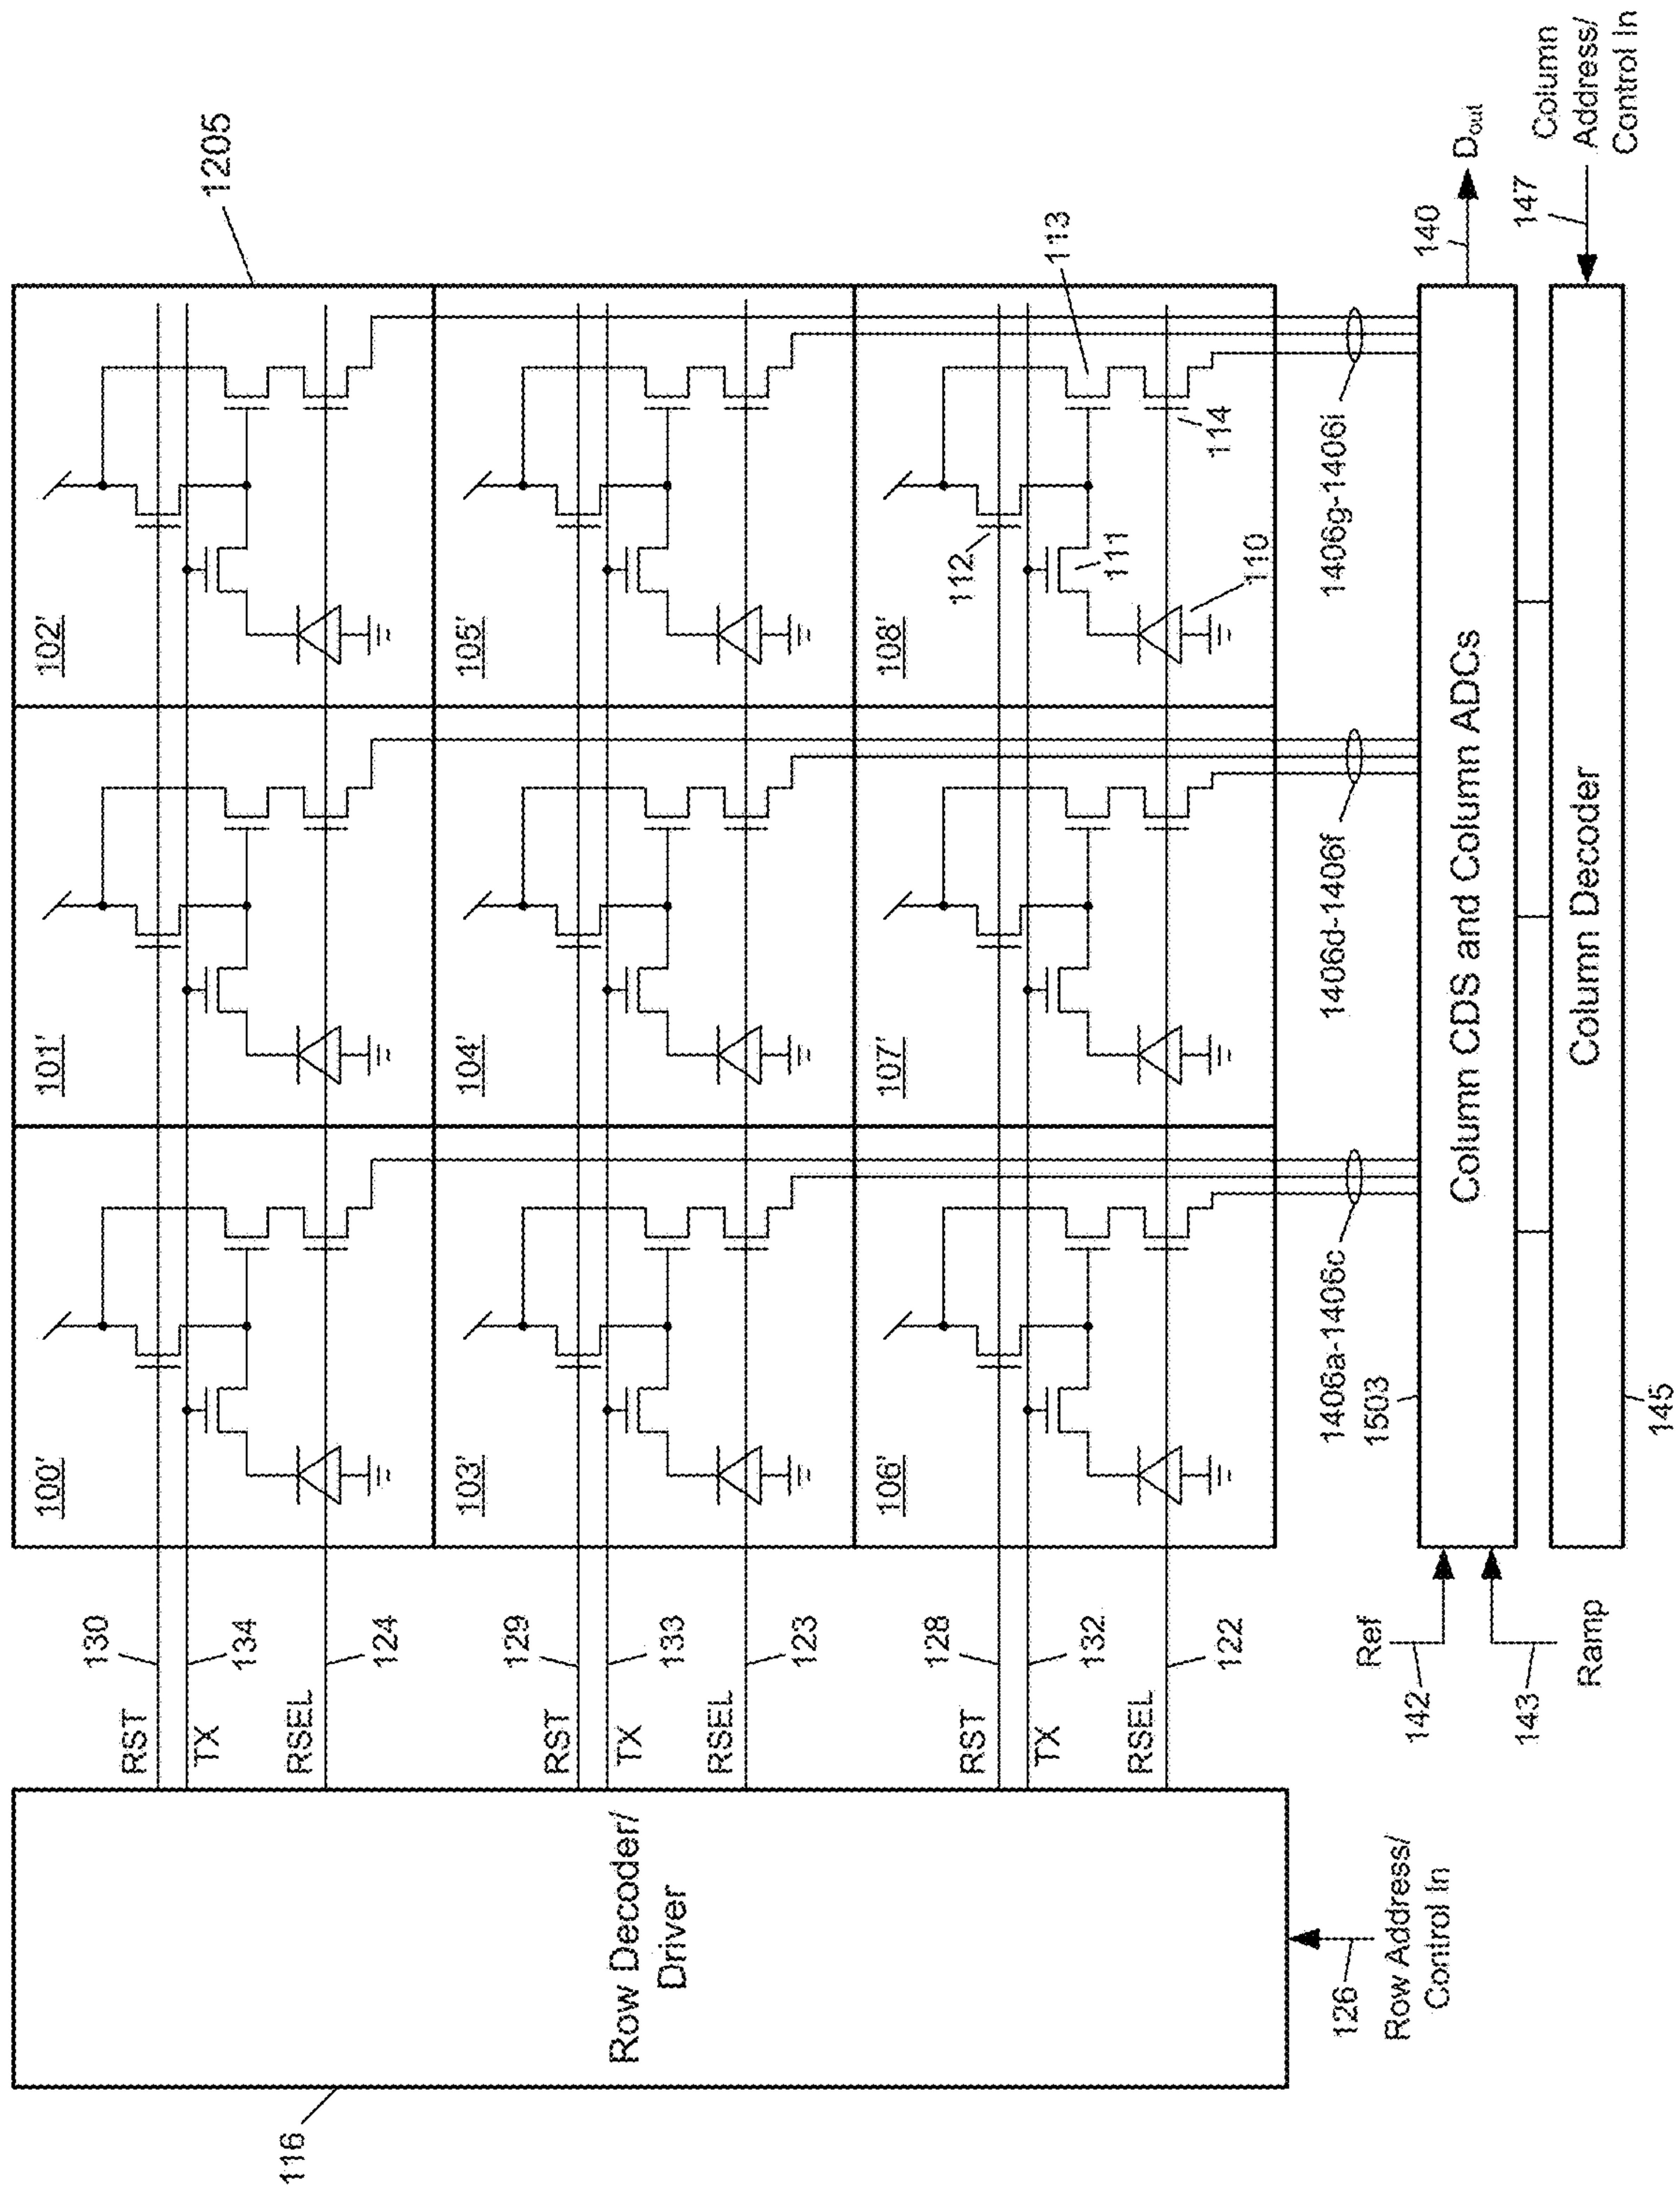 116
Row Decoder/
Driver
126
Row Address/
Control In
RST
130
TX
134
RSEL
124
RST
129
TX
133
RSEL
123
RST
128
TX
132
RSEL
122
100'
101'
102'
1205
103'
104'
105'
106'
107'
108'
112
111
110
113
114
1406a-1406c
1406d-1406f
1406g-1406i
1503
142
Ref
143
Ramp
Column CDS and Column ADCs
140
Dout
Column Decoder
145
147
Column
Address/
Control In